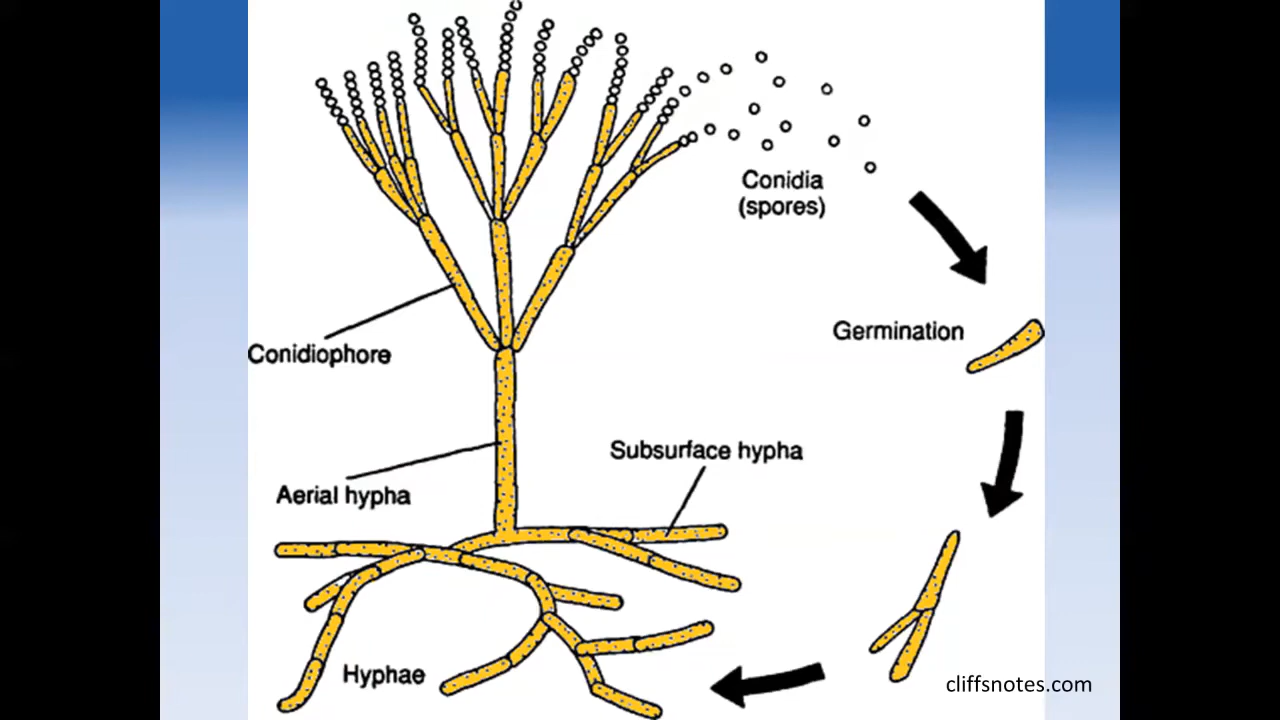 Conidia
(spores)
Germination
Conidiophore
Subsurface hypha
Aerial hypha
Hyphae
cliffsnotes.com